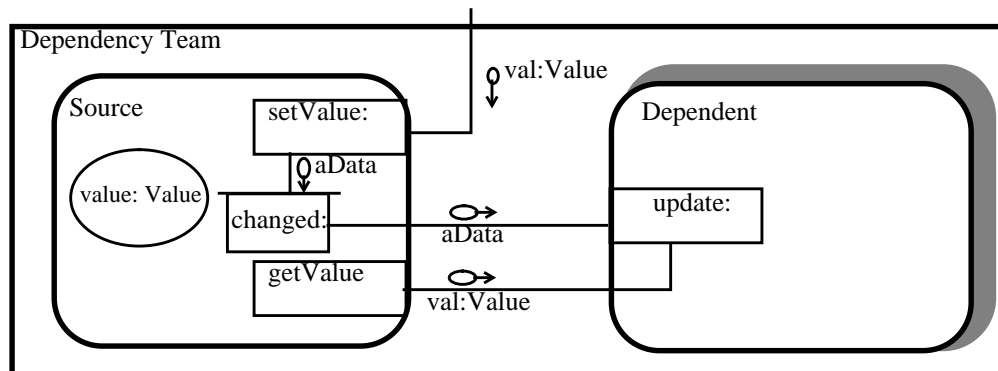 Dependency Team
val:Value
Source
setValue:
Dependent
aData
value: Value
changed:
update:
aData
getValue
val:Value